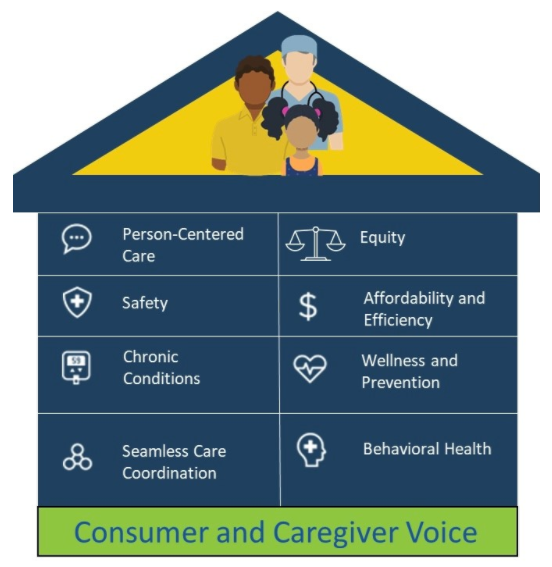 Person-Centered
Care
Equity
Safety
$
Affordability and
Efficiency
59
Chronic
Conditions
Wellness and
Prevention
Seamless Care
Coordination
Behavioral Health
Consumer and Caregiver Voice